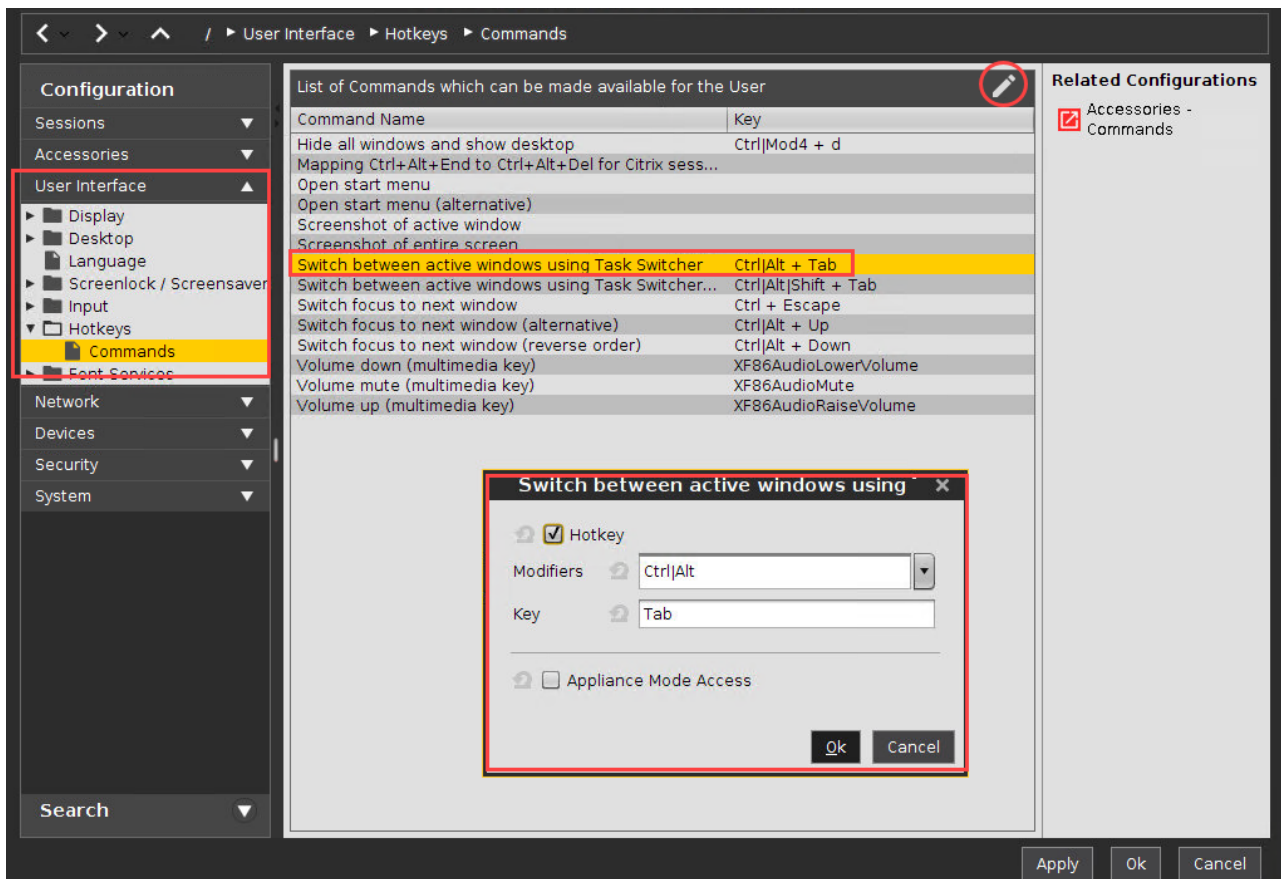 / ▸ User Interface ▸ Hotkeys ▸ Commands
Configuration
Sessions
Accessories
User Interface
Display
Desktop
Language
Screenlock / Screensaver
Input
Hotkeys
Commands
Font Services
Network
Devices
Security
System
Search
List of Commands which can be made available for the User
Command Name Key
Hide all windows and show desktop Ctrl|Mod4 + d
Mapping Ctrl+Alt+End to Ctrl+Alt+Del for Citrix sess...
Open start menu
Open start menu (alternative)
Screenshot of active window
Screenshot of entire screen
Switch between active windows using Task Switcher Ctrl|Alt + Tab
Switch between active windows using Task Switcher... Ctrl|Alt|Shift + Tab
Switch focus to next window Ctrl + Escape
Switch focus to next window (alternative) Ctrl|Alt + Up
Switch focus to next window (reverse order) Ctrl|Alt + Down
Volume down (multimedia key) XF86AudioLowerVolume
Volume mute (multimedia key) XF86AudioMute
Volume up (multimedia key) XF86AudioRaiseVolume
Switch between active windows using
Hotkey
Modifiers Ctrl|Alt
Key Tab
Appliance Mode Access
Ok Cancel
Related Configurations
Accessories -
Commands
Apply Ok Cancel